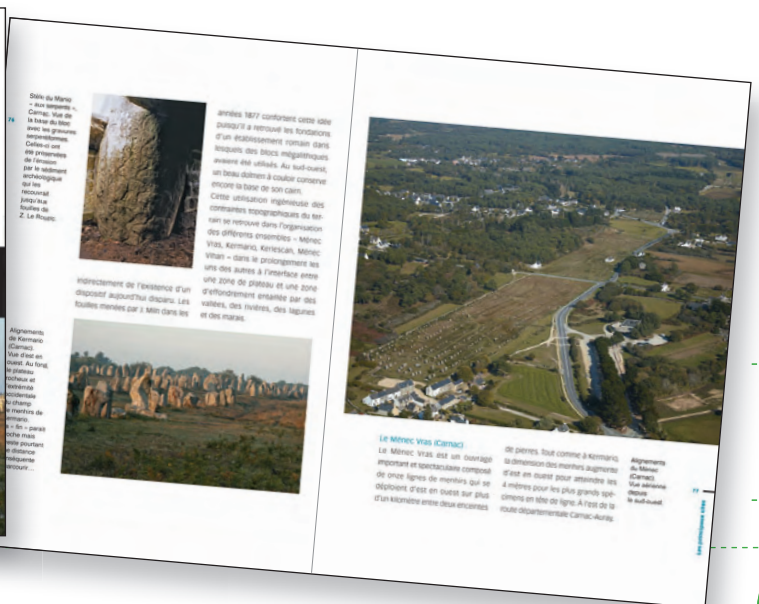 Stèle du Manio
« aux serpents »,
Carnac. Vue de
la base du bloc
avec les gravures
serpentiformes.
Celles-ci ont
été préservées
de l'érosion
par le sédiment
archéologique
qui les
recouvrait
jusqu'aux
fouilles de
Z. Le Rouzic.
76
années 1877 confortent cette idée
puisqu'il a retrouvé les fondations
d'un établissement romain dans
lesquels des blocs mégalithiques
avaient été utilisés. Au sud-ouest,
un beau dolmen à couloir conserve
encore la base de son cairn.
Cette utilisation ingénieuse des
contraintes topographiques du ter-
rain se retrouve dans l'organisation
des différents ensembles – Ménec
Vras, Kermario, Kerlescan, Ménec
Vihan – dans le prolongement les
uns des autres à l'interface entre
une zone de plateau et une zone
d'effondrement entaillée par des
vallées, des rivières, des lagunes
et des marais.
indirectement de l'existence d'un
dispositif aujourd'hui disparu. Les
fouilles menées par J. Miln dans les
Alignements
de Kermario
(Carnac).
Vue d'est en
ouest. Au fond,
le plateau
rocheux et
l'extrémité
occidentale
du champ
de menhirs de
Kermario.
« fin » paraît
proche mais
reste pourtant
distance
conséquente
parcourir…
Le Ménec Vras (Carnac)
Le Ménec Vras est un ouvrage
important et spectaculaire composé
de onze lignes de menhirs qui se
déploient d'est en ouest sur plus
d'un kilomètre entre deux enceintes
de pierres. Tout comme à Kermario,
la dimension des menhirs augmente
d'est en ouest pour atteindre les
4 mètres pour les plus grands spé-
cimens en tête de ligne. À l'est de la
route départementale Carnac-Auray,
Alignements
du Ménec
(Carnac).
Vue aérienne
depuis
le sud-ouest.
77